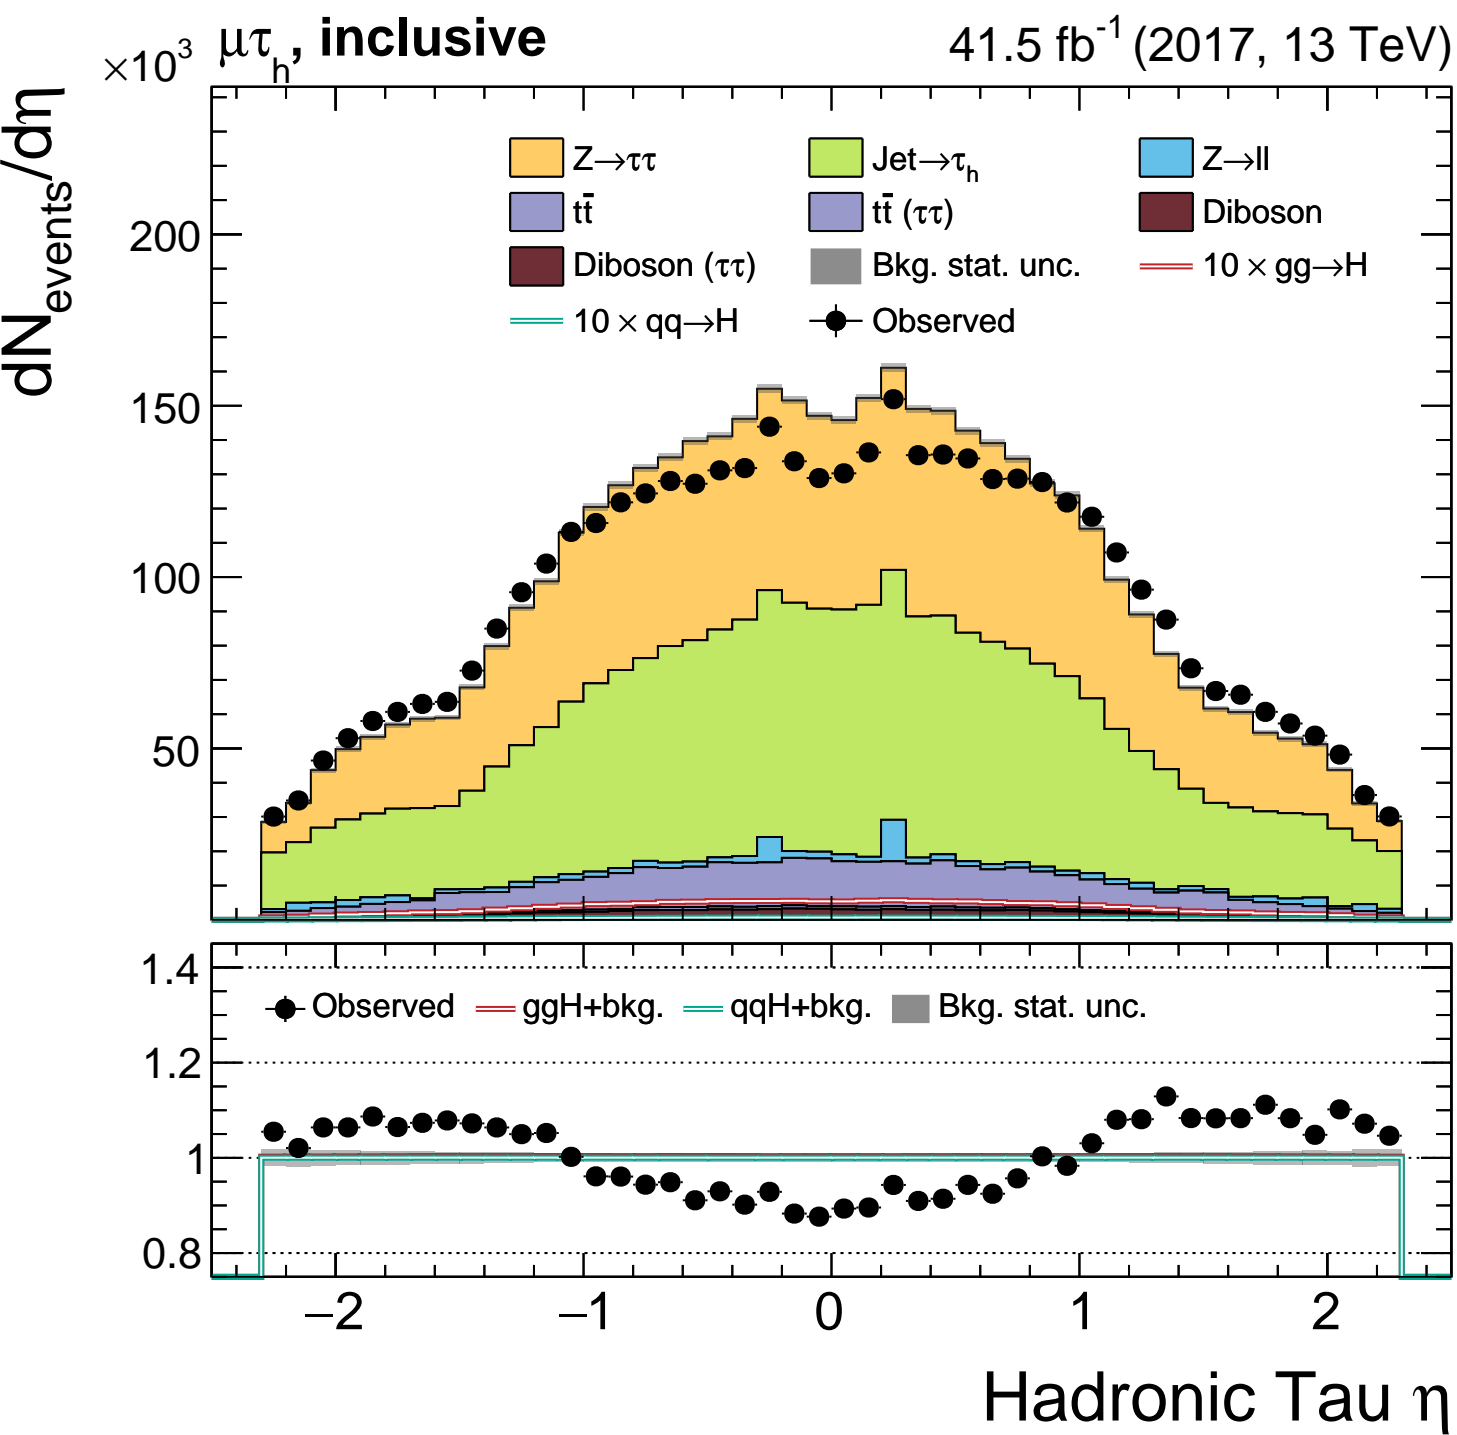 ×10³ μτₕ, inclusive 41.5 fb⁻¹ (2017, 13 TeV)
dN_events/dη
Z→ττ Jet→τₕ Z→ll
tt̄ tt̄ (ττ) Diboson
Diboson (ττ) Bkg. stat. unc. 10 × gg→H
10 × qq→H Observed
200
150
100
50
1.4
Observed ggH+bkg. qqH+bkg. Bkg. stat. unc.
1.2
1
0.8
−2 −1 0 1 2
Hadronic Tau η